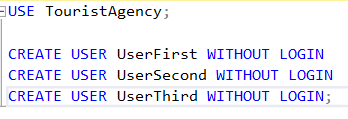 USE TouristAgency;
CREATE USER UserFirst WITHOUT LOGIN
CREATE USER UserSecond WITHOUT LOGIN
CREATE USER UserThird WITHOUT LOGIN;